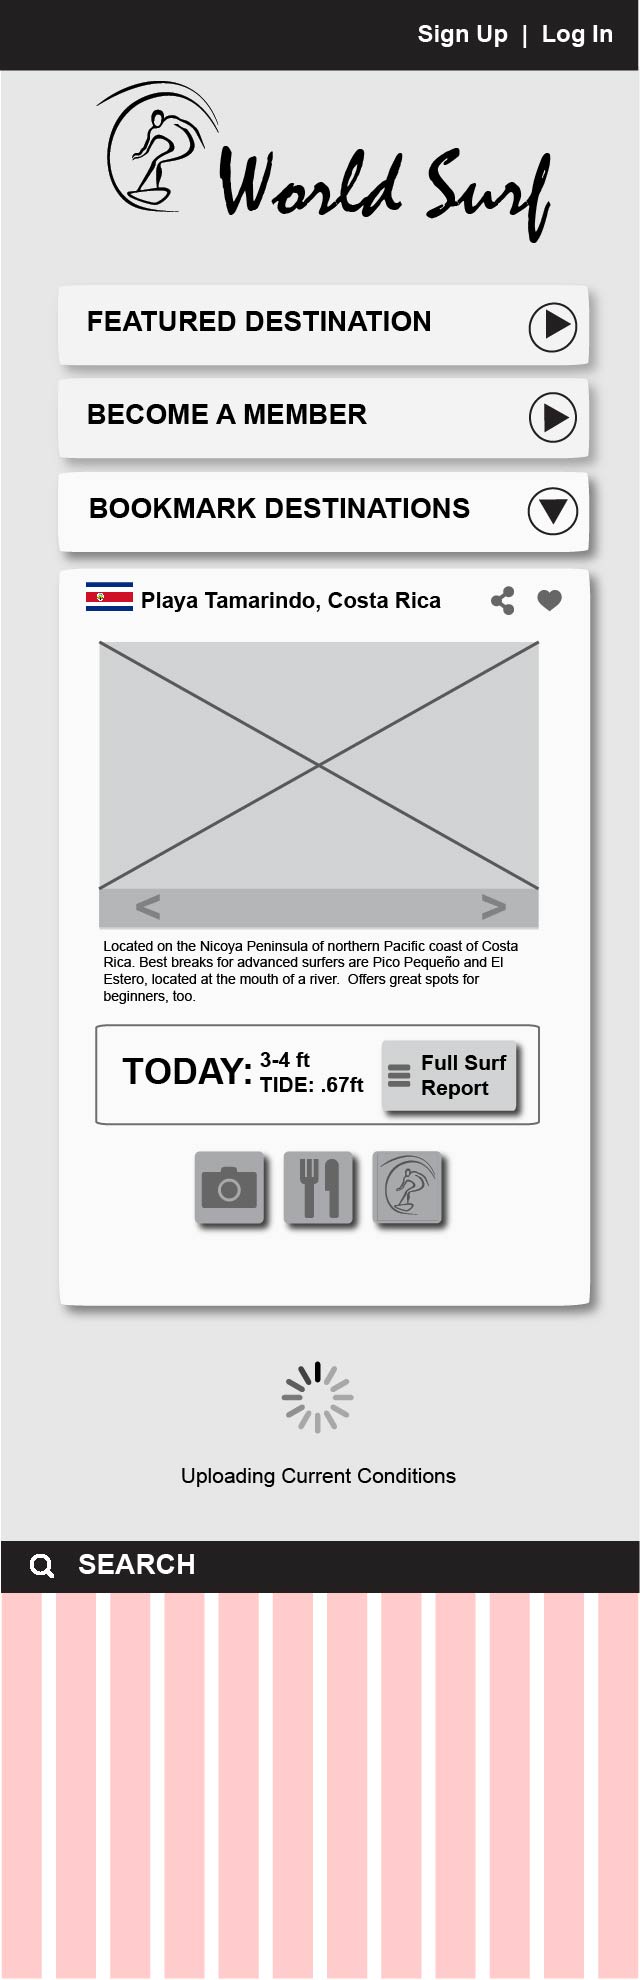 Sign Up | Log In
World Surf
FEATURED DESTINATION
BECOME A MEMBER
BOOKMARK DESTINATIONS
Playa Tamarindo, Costa Rica
< >
Located on the Nicoya Peninsula of northern Pacific coast of Costa
Rica. Best breaks for advanced surfers are Pico Pequeño and El
Estero, located at the mouth of a river.  Offers great spots for
beginners, too.
TODAY:
3-4 ft
TIDE: .67ft
Full Surf
Report
Uploading Current Conditions
SEARCH